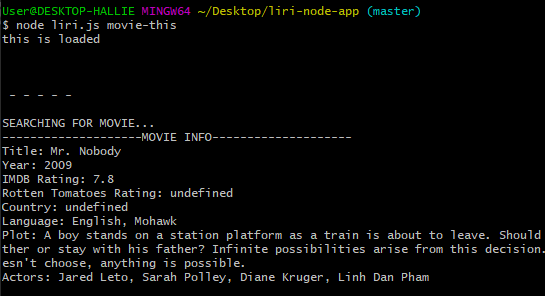 User@DESKTOP-HALLIE MINGW64 ~/Desktop/liri-node-app (master)
$ node liri.js movie-this
this is loaded
- - - - -
SEARCHING FOR MOVIE...
--------------------MOVIE INFO--------------------
Title: Mr. Nobody
Year: 2009
IMDB Rating: 7.8
Rotten Tomatoes Rating: undefined
Country: undefined
Language: English, Mohawk
Plot: A boy stands on a station platform as a train is about to leave. Should
ther or stay with his father? Infinite possibilities arise from this decision.
esn't choose, anything is possible.
Actors: Jared Leto, Sarah Polley, Diane Kruger, Linh Dan Pham